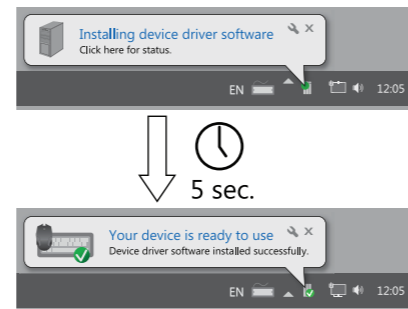 Installing device driver software
Click here for status.
EN 12:05
5 sec.
Your device is ready to use
Device driver software installed successfully.
EN 12:05